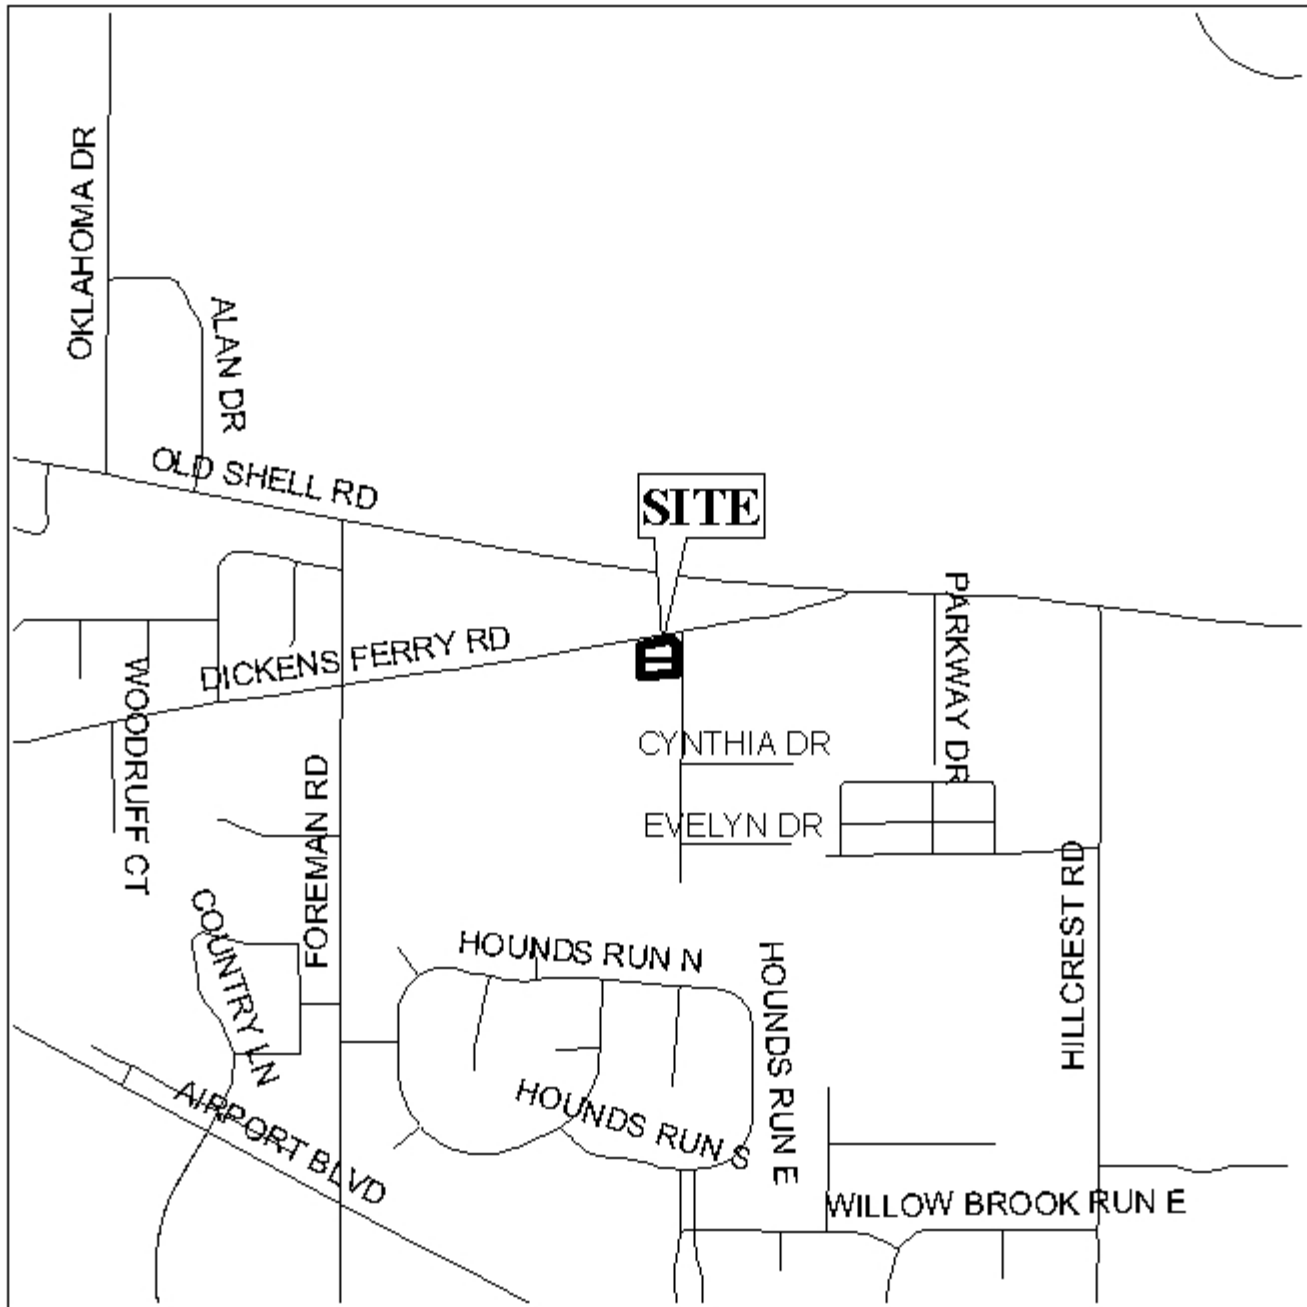 OKLAHOMA DR
ALAN DR
OLD SHELL RD
SITE
PARKWAY DR
DICKENS FERRY RD
WOODRUFF CT
CYNTHIA DR
FOREMAN RD
EVELYN DR
HILLCREST RD
COUNTRY LN
HOUNDS RUN N
HOUNDS RUN E
HOUNDS RUN S
AIRPORT BLVD
WILLOW BROOK RUN E